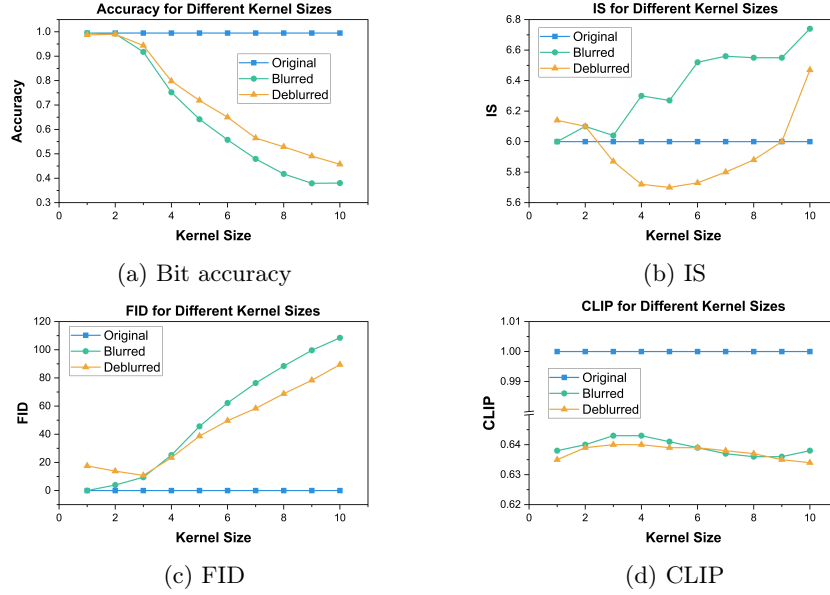 Accuracy for Different Kernel Sizes
1.0
0.9
0.8
0.7
0.6
0.5
0.4
0.3
Accuracy
Original
Blurred
Deblurred
0 2 4 6 8 10
Kernel Size
(a) Bit accuracy
IS for Different Kernel Sizes
6.8
6.6
6.4
6.2
6.0
5.8
5.6
IS
Original
Blurred
Deblurred
0 2 4 6 8 10
Kernel Size
(b) IS
FID for Different Kernel Sizes
120
100
80
60
40
20
0
FID
Original
Blurred
Deblurred
0 2 4 6 8 10
Kernel Size
(c) FID
CLIP for Different Kernel Sizes
1.01
1.00
0.99
0.64
0.63
0.62
CLIP
Original
Blurred
Deblurred
0 2 4 6 8 10
Kernel Size
(d) CLIP